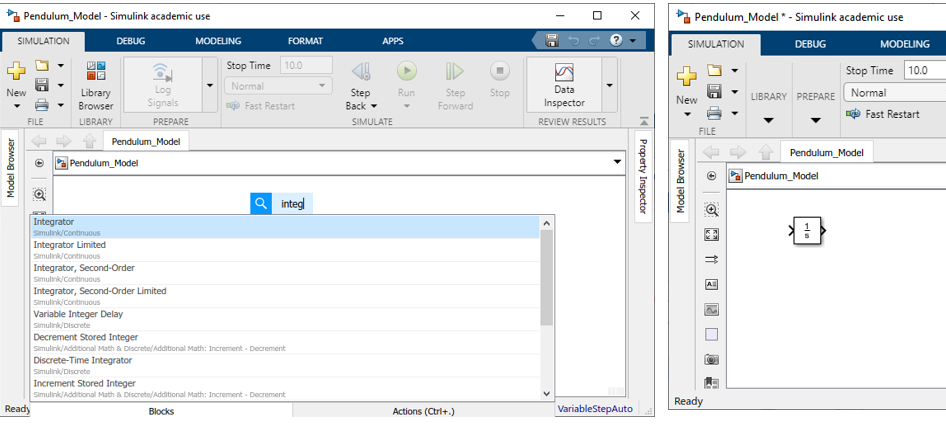 Pendulum_Model - Simulink academic use
SIMULATION DEBUG MODELING FORMAT APPS
New
FILE
Library
Browser
LIBRARY
Log
Signals
PREPARE
Stop Time 10.0
Normal
Fast Restart
Step
Back
Run
Step
Forward
Stop
SIMULATE
Data
Inspector
REVIEW RESULTS
Model Browser
Pendulum_Model
Pendulum_Model
Property Inspector
integ
Integrator
Simulink/Continuous
Integrator Limited
Simulink/Continuous
Integrator, Second-Order
Simulink/Continuous
Integrator, Second-Order Limited
Simulink/Continuous
Variable Integer Delay
Simulink/Discrete
Decrement Stored Integer
Simulink/Additional Math & Discrete/Additional Math: Increment - Decrement
Discrete-Time Integrator
Simulink/Discrete
Increment Stored Integer
Simulink/Additional Math & Discrete/Additional Math: Increment - Decrement
Ready
Blocks
Actions (Ctrl+.)
VariableStepAuto
Pendulum_Model * - Simulink academic use
SIMULATION DEBUG MODELING
New
FILE
LIBRARY
PREPARE
Stop Time 10.0
Normal
Fast Restart
Model Browser
Pendulum_Model
Pendulum_Model
1
s
Ready